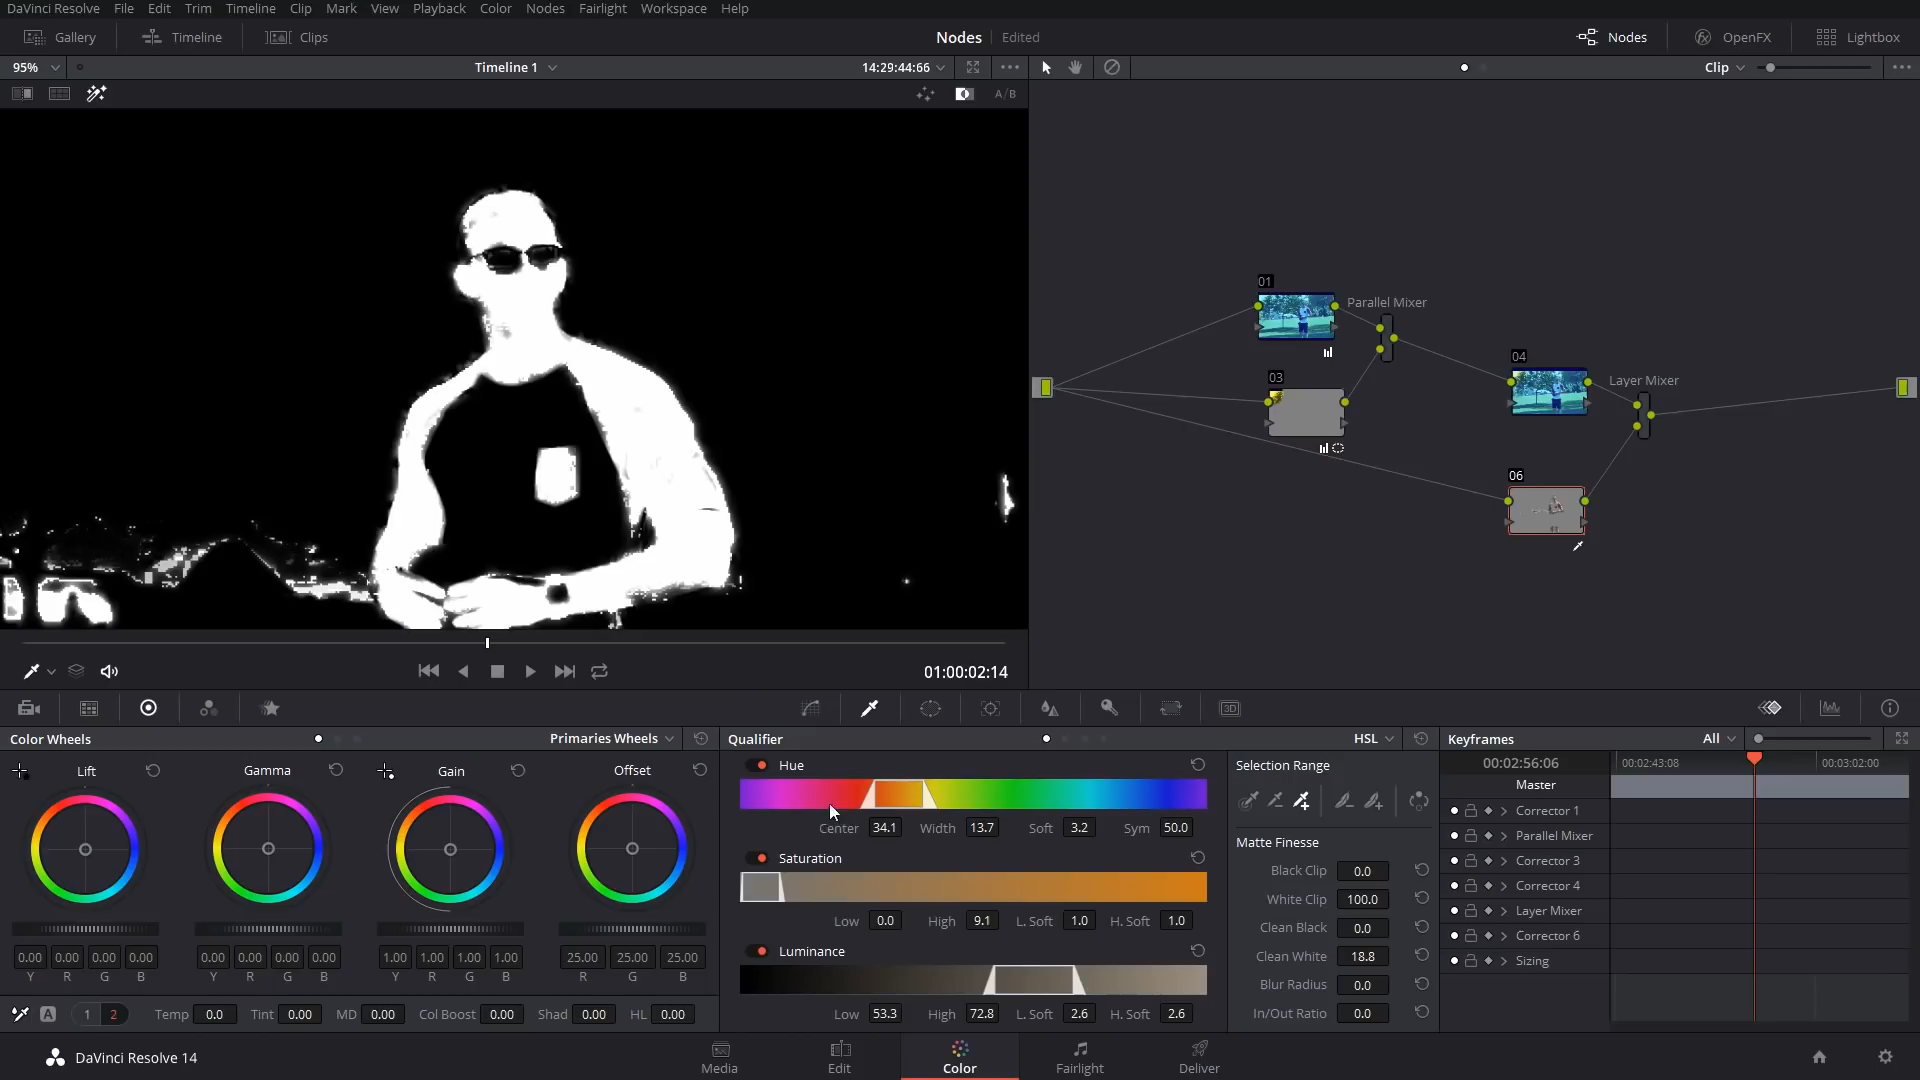 DaVinci Resolve File Edit Trim Timeline Clip Mark View Playback Color Nodes Fairlight Workspace Help
Gallery Timeline Clips Nodes Edited Nodes OpenFX Lightbox
95% Timeline 1 14:29:44:66 Clip
A/B
01
Parallel Mixer
03
04
Layer Mixer
06
01:00:02:14
3D
Color Wheels Primaries Wheels Qualifier HSL Keyframes All
Lift Gamma Gain Offset
0.00 0.00 0.00 0.00 0.00 0.00 0.00 0.00 1.00 1.00 1.00 1.00 25.00 25.00 25.00
Y R G B Y R G B Y R G B R G B
A 1 2 Temp 0.0 Tint 0.00 MD 0.00 Col Boost 0.00 Shad 0.00 HL 0.00
Hue
Center 34.1 Width 13.7 Soft 3.2 Sym 50.0
Saturation
Low 0.0 High 9.1 L. Soft 1.0 H. Soft 1.0
Luminance
Low 53.3 High 72.8 L. Soft 2.6 H. Soft 2.6
Selection Range
Matte Finesse
Black Clip 0.0
White Clip 100.0
Clean Black 0.0
Clean White 18.8
Blur Radius 0.0
In/Out Ratio 0.0
00:02:56:06 00:02:43:08 00:03:02:00
Master
Corrector 1
Parallel Mixer
Corrector 3
Corrector 4
Layer Mixer
Corrector 6
Sizing
DaVinci Resolve 14 Media Edit Color Fairlight Deliver